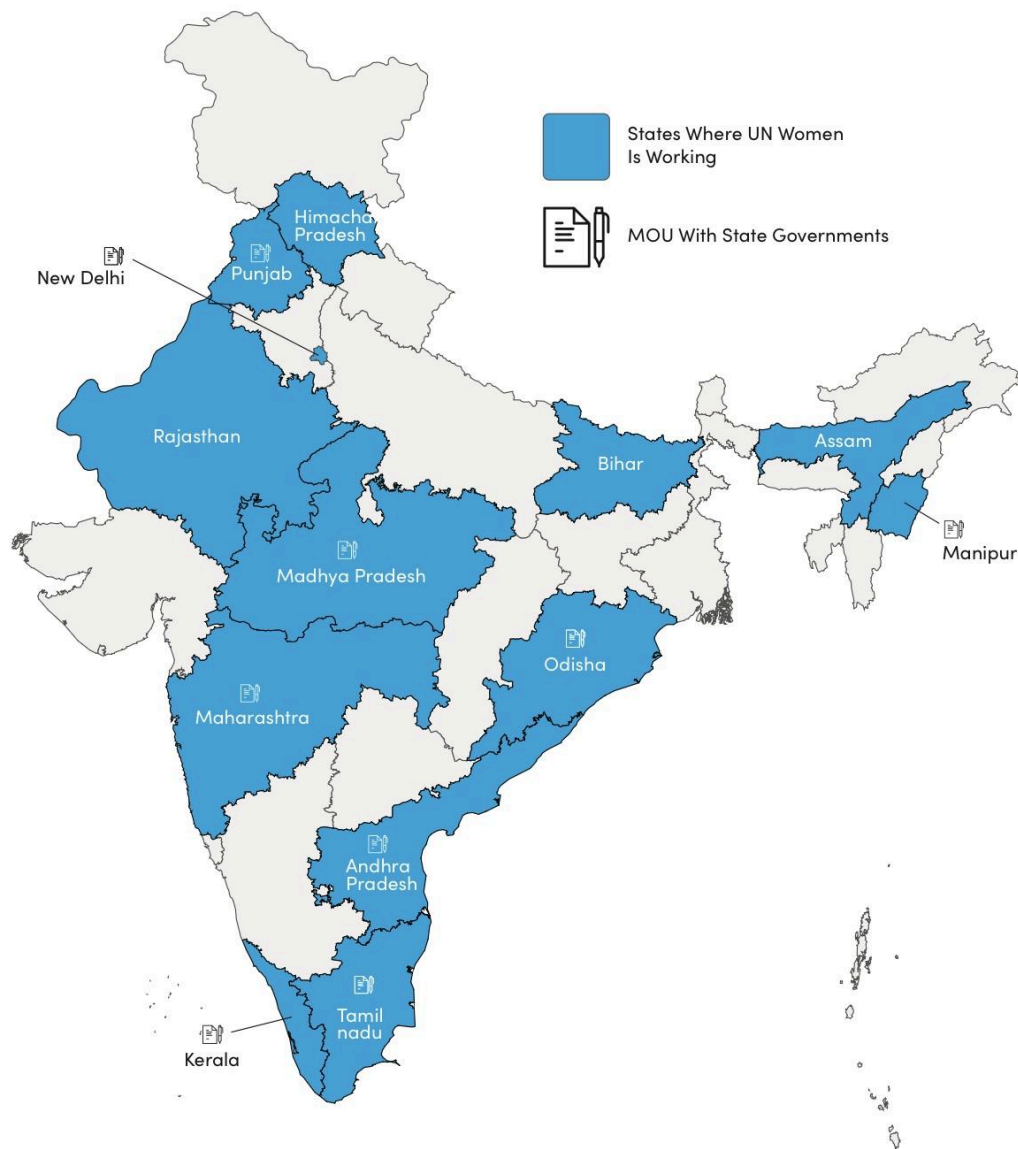 States Where UN Women
Is Working
MOU With State Governments
Himacha
Pradesh
Punjab
New Delhi
Rajasthan
Bihar
Assam
Manipur
Madhya Pradesh
Odisha
Maharashtra
Andhra
Pradesh
Tamil
nadu
Kerala